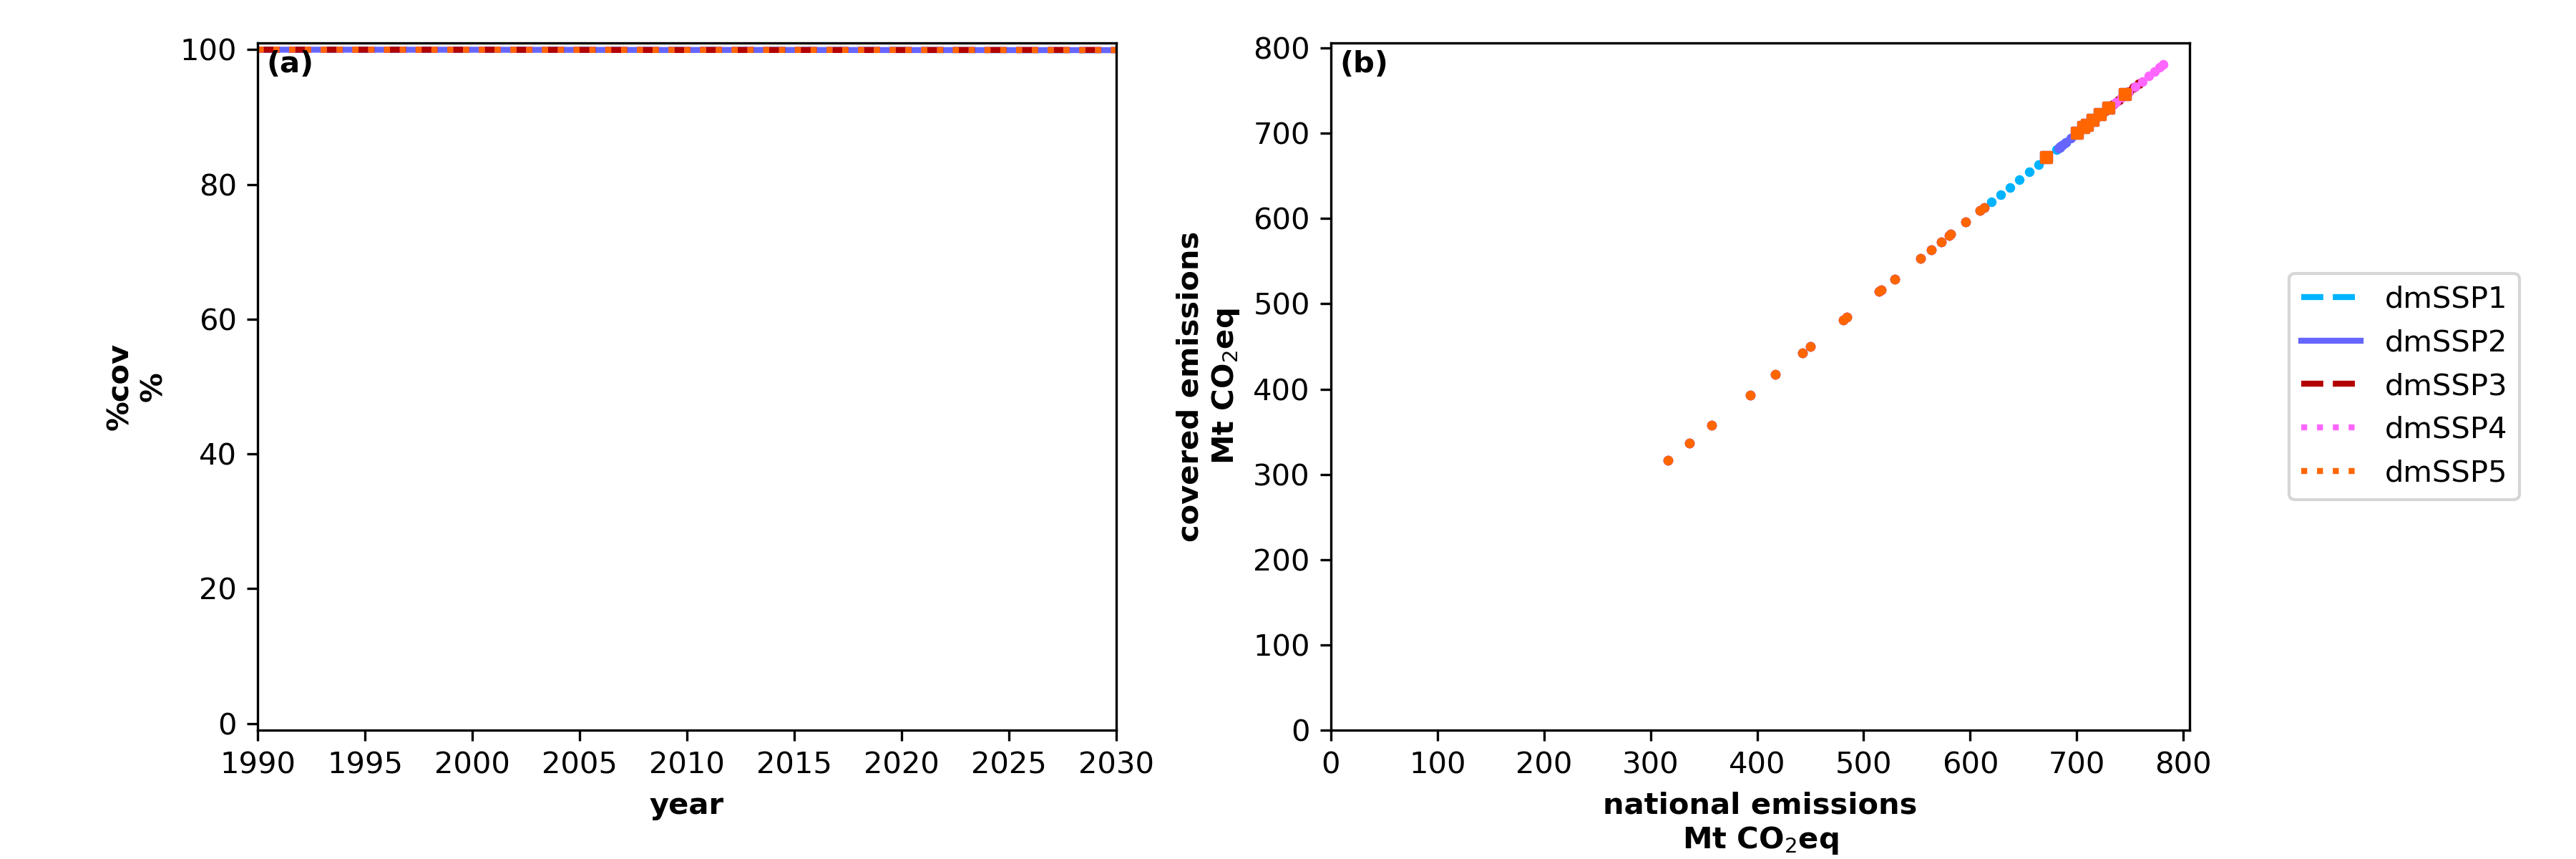 (a)
100
80
60
40
20
0
%cov
%
1990 1995 2000 2005 2010 2015 2020 2025 2030
year
(b)
800
700
600
500
400
300
200
100
0
covered emissions
Mt CO₂eq
0 100 200 300 400 500 600 700 800
national emissions
Mt CO₂eq
dmSSP1
dmSSP2
dmSSP3
dmSSP4
dmSSP5